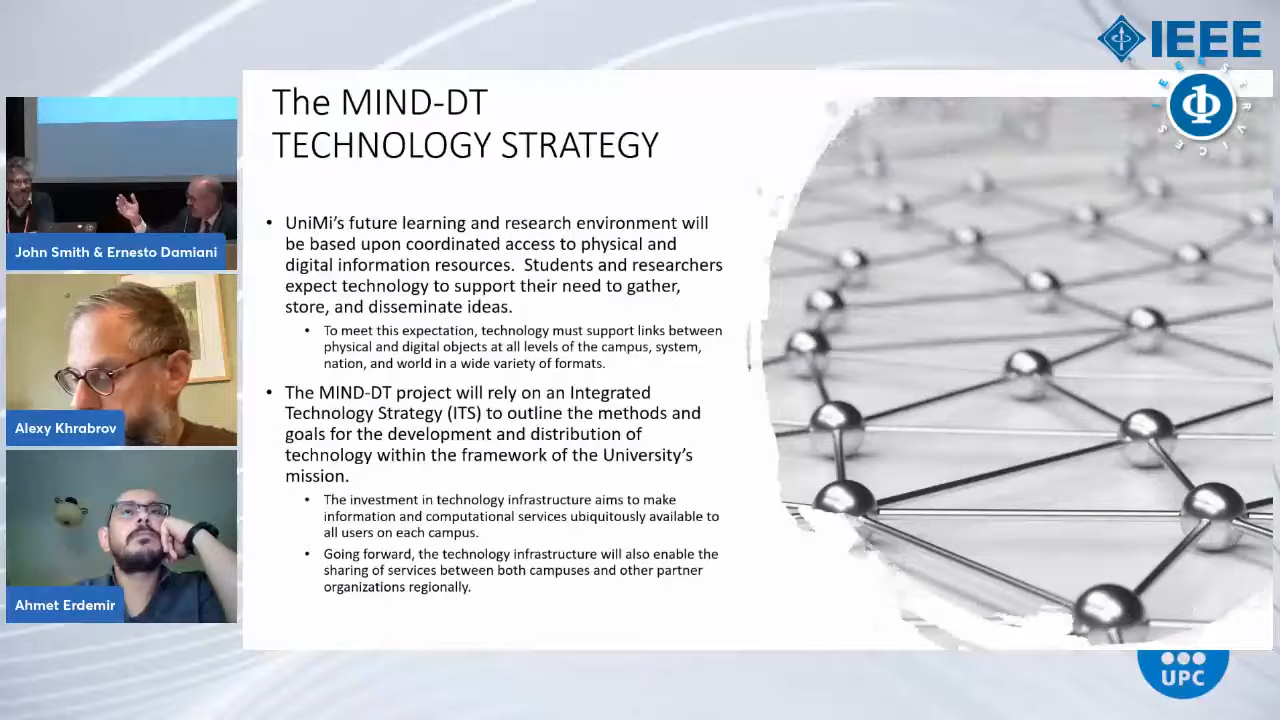 IEEE
IEEE SERVICES
The MIND-DT
TECHNOLOGY STRATEGY
• UniMi's future learning and research environment will
be based upon coordinated access to physical and
digital information resources. Students and researchers
expect technology to support their need to gather,
store, and disseminate ideas.
• To meet this expectation, technology must support links between
physical and digital objects at all levels of the campus, system,
nation, and world in a wide variety of formats.
• The MIND-DT project will rely on an Integrated
Technology Strategy (ITS) to outline the methods and
goals for the development and distribution of
technology within the framework of the University's
mission.
• The investment in technology infrastructure aims to make
information and computational services ubiquitously available to
all users on each campus.
• Going forward, the technology infrastructure will also enable the
sharing of services between both campuses and other partner
organizations regionally.
John Smith & Ernesto Damiani
Alexy Khrabrov
Ahmet Erdemir
UPC